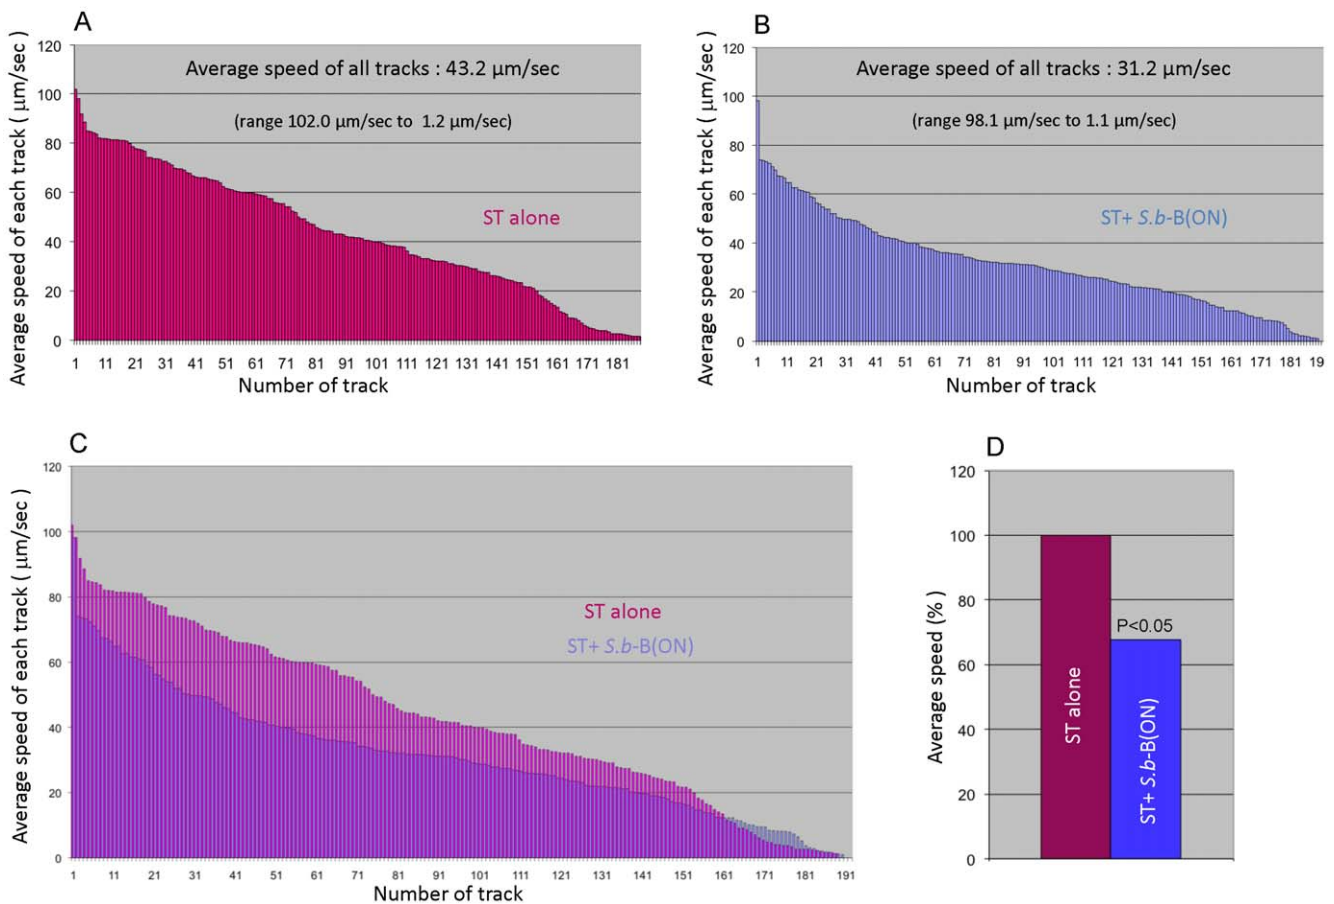 A
Average speed of each track ( μm/sec )
120
100
80
60
40
20
0
Average speed of all tracks : 43.2 μm/sec
(range 102.0 μm/sec to 1.2 μm/sec)
ST alone
1 11 21 31 41 51 61 71 81 91 101 111 121 131 141 151 161 171 181
Number of track
B
Average speed of each track ( μm/sec )
120
100
80
60
40
20
0
Average speed of all tracks : 31.2 μm/sec
(range 98.1 μm/sec to 1.1 μm/sec)
ST+ S.b-B(ON)
1 11 21 31 41 51 61 71 81 91 101 111 121 131 141 151 161 171 181 19
Number of track
C
Average speed of each track ( μm/sec )
120
100
80
60
40
20
0
ST alone
ST+ S.b-B(ON)
1 11 21 31 41 51 61 71 81 91 101 111 121 131 141 151 161 171 181 191
Number of track
D
Average speed (% )
120
100
80
60
40
20
0
P<0.05
ST alone
ST+ S.b-B(ON)